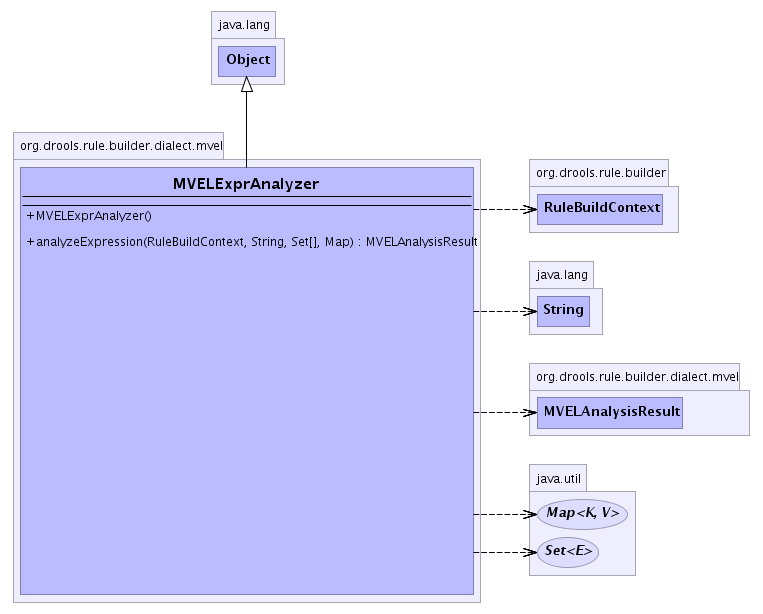 java.lang
Object
org.drools.rule.builder.dialect.mvel
MVELExprAnalyzer
+MVELExprAnalyzer()
+analyzeExpression(RuleBuildContext, String, Set[], Map) : MVELAnalysisResult
org.drools.rule.builder
RuleBuildContext
java.lang
String
org.drools.rule.builder.dialect.mvel
MVELAnalysisResult
java.util
Map<K, V>
Set<E>